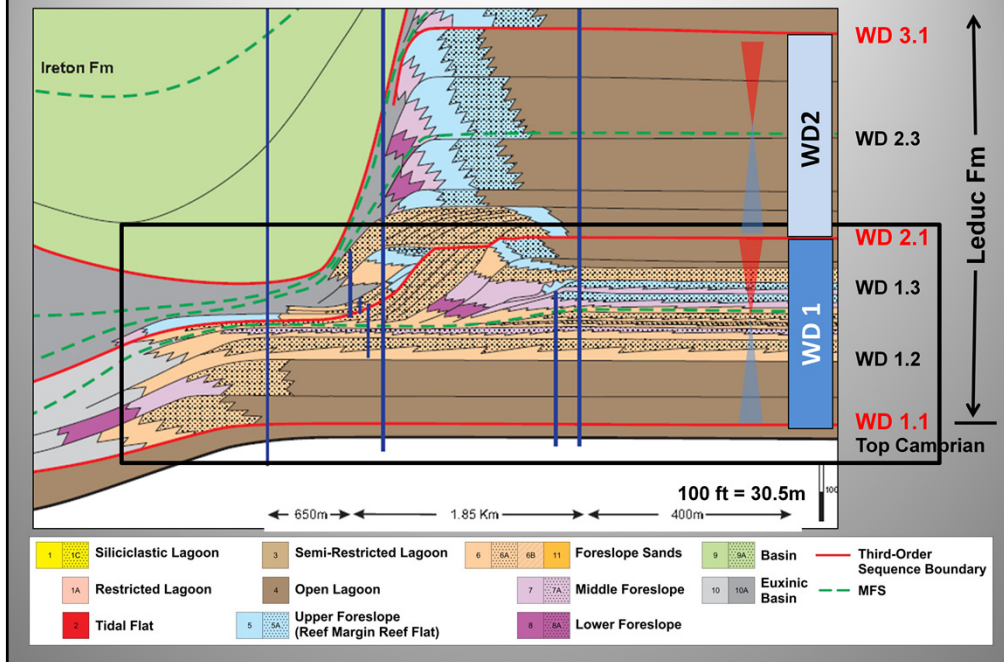 Ireton Fm
WD 3.1
WD2
WD 2.3
Leduc Fm
WD 2.1
WD 1
WD 1.3
WD 1.2
WD 1.1
Top Cambrian
100 ft = 30.5m
100
650m
1.85 Km
400m
1 1C Siliciclastic Lagoon
3 Semi-Restricted Lagoon
6 6A 6B 11 Foreslope Sands
9 9A Basin
Third-Order
Sequence Boundary
1A Restricted Lagoon
4 Open Lagoon
7 7A Middle Foreslope
10 10A Euxinic
Basin
MFS
2 Tidal Flat
5 5A Upper Foreslope
(Reef Margin Reef Flat)
8 8A Lower Foreslope